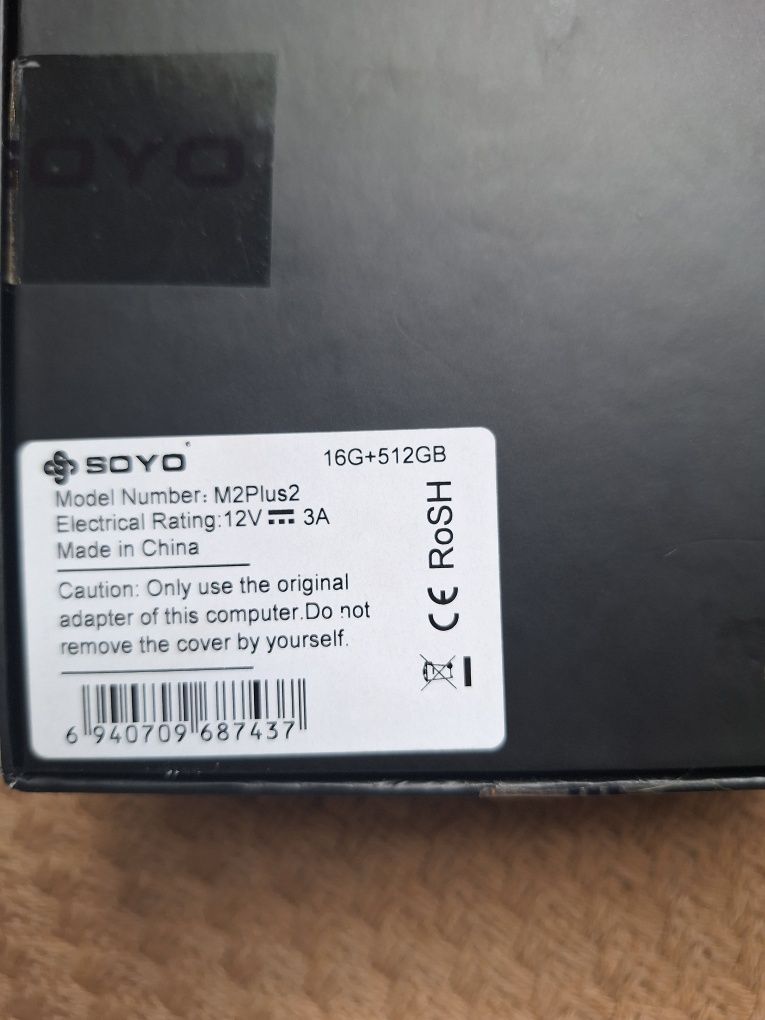 OYO
SOYO
16G+512GB
Model Number: M2Plus2
Electrical Rating:12V⎓3A
Made in China
Caution: Only use the original
adapter of this computer.Do not
remove the cover by yourself.
CE RoSH
6 940709 687437